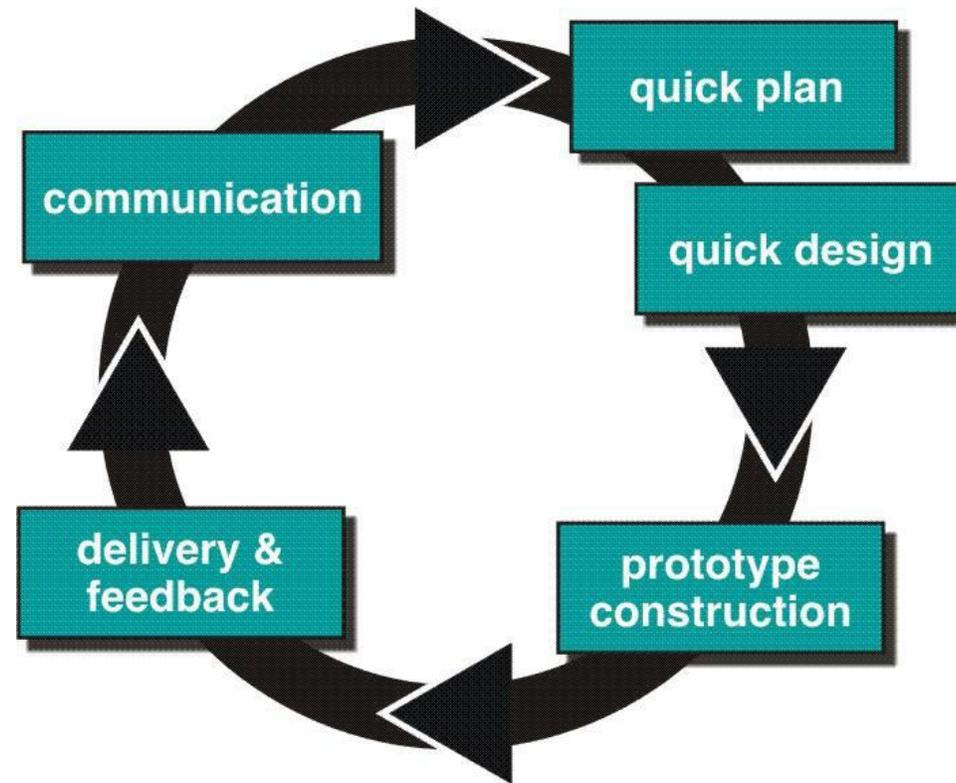 communication
quick plan
quick design
prototype
construction
delivery &
feedback